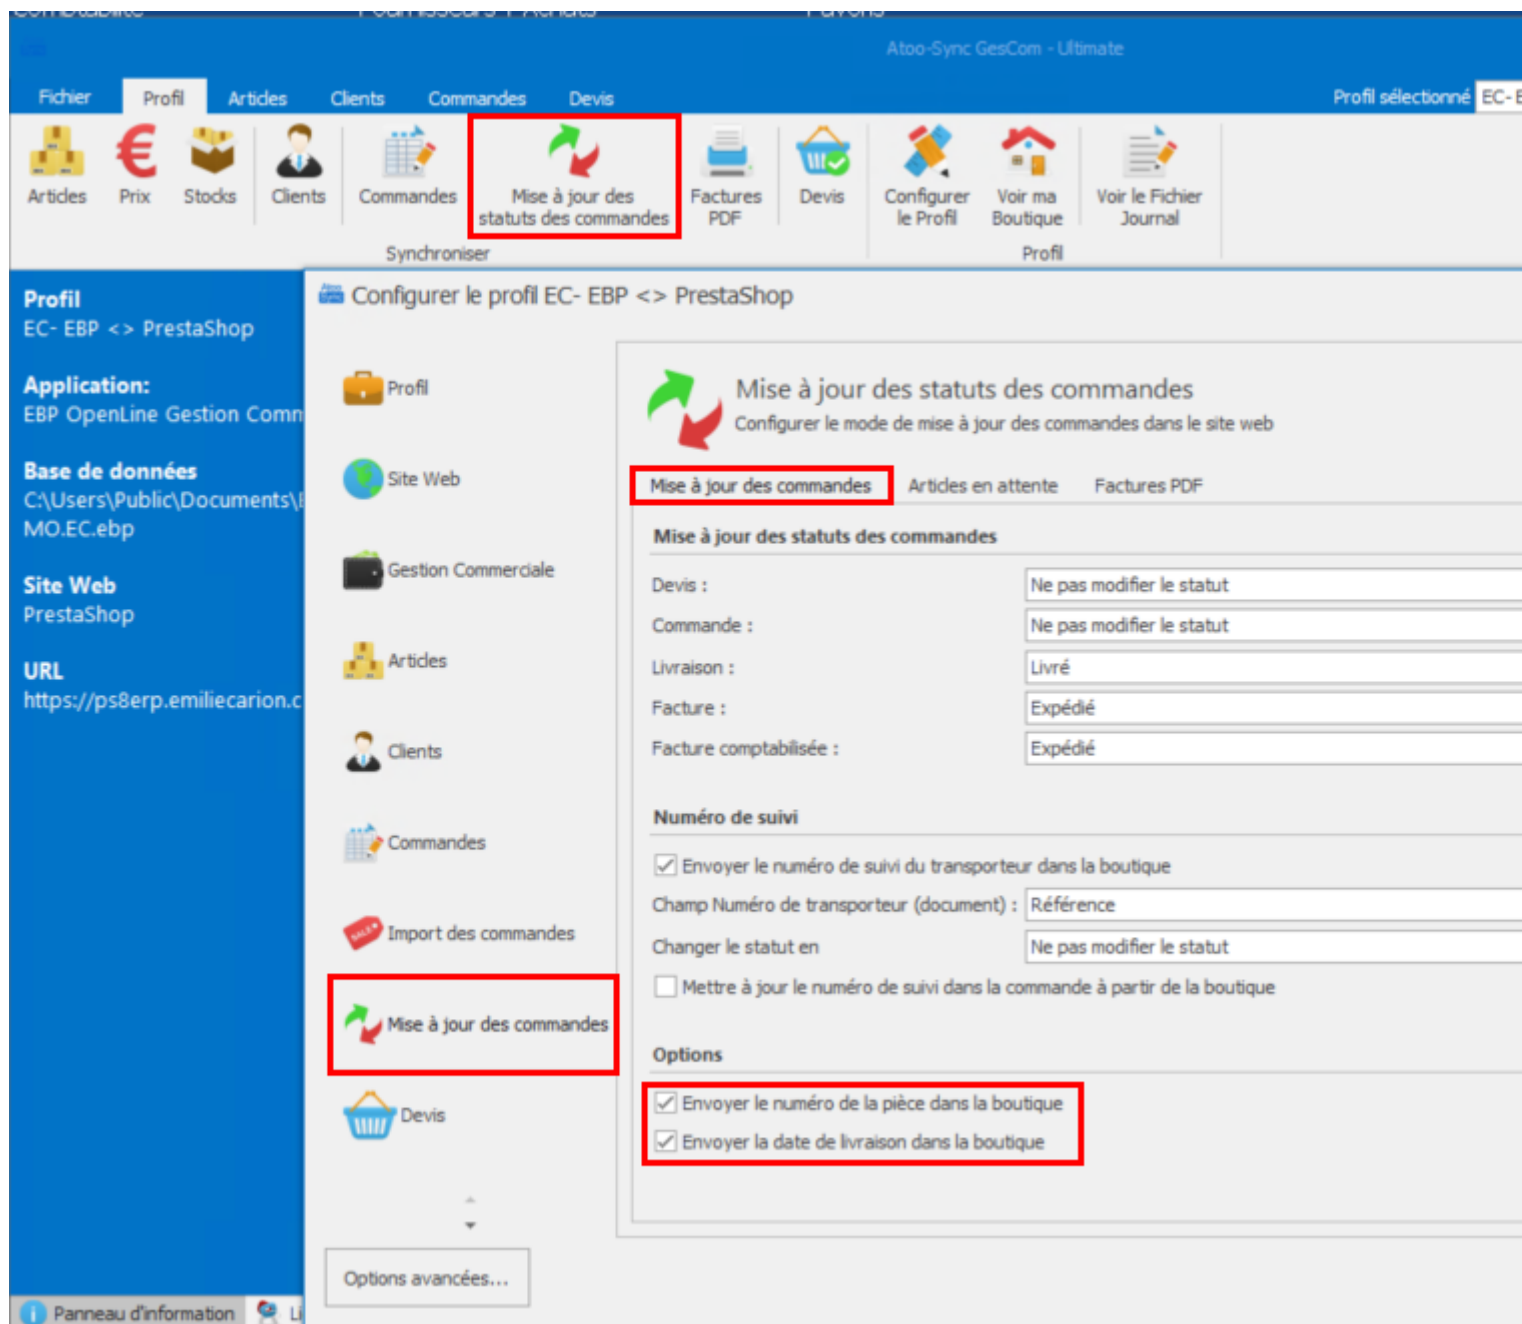 Comptabilité Fournisseurs / Achats Favoris
Atoo-Sync GesCom - Ultimate
Fichier Profil Articles Clients Commandes Devis Profil sélectionné EC- E
Articles Prix Stocks Clients Commandes Mise à jour des statuts des commandes Factures PDF Devis Configurer le Profil Voir ma Boutique Voir le Fichier Journal
Synchroniser Profil
Profil
EC- EBP <> PrestaShop
Application:
EBP OpenLine Gestion Comm
Base de données
C:\Users\Public\Documents\E
MO.EC.ebp
Site Web
PrestaShop
URL
https://ps8erp.emiliecarion.c
Configurer le profil EC- EBP <> PrestaShop
Profil
Site Web
Gestion Commerciale
Articles
Clients
Commandes
SALE
Import des commandes
Mise à jour des commandes
Devis
Options avancées...
Mise à jour des statuts des commandes
Configurer le mode de mise à jour des commandes dans le site web
Mise à jour des commandes Articles en attente Factures PDF
Mise à jour des statuts des commandes
Devis : Ne pas modifier le statut
Commande : Ne pas modifier le statut
Livraison : Livré
Facture : Expédié
Facture comptabilisée : Expédié
Numéro de suivi
Envoyer le numéro de suivi du transporteur dans la boutique
Champ Numéro de transporteur (document) : Référence
Changer le statut en Ne pas modifier le statut
Mettre à jour le numéro de suivi dans la commande à partir de la boutique
Options
Envoyer le numéro de la pièce dans la boutique
Envoyer la date de livraison dans la boutique
Panneau d'information Li